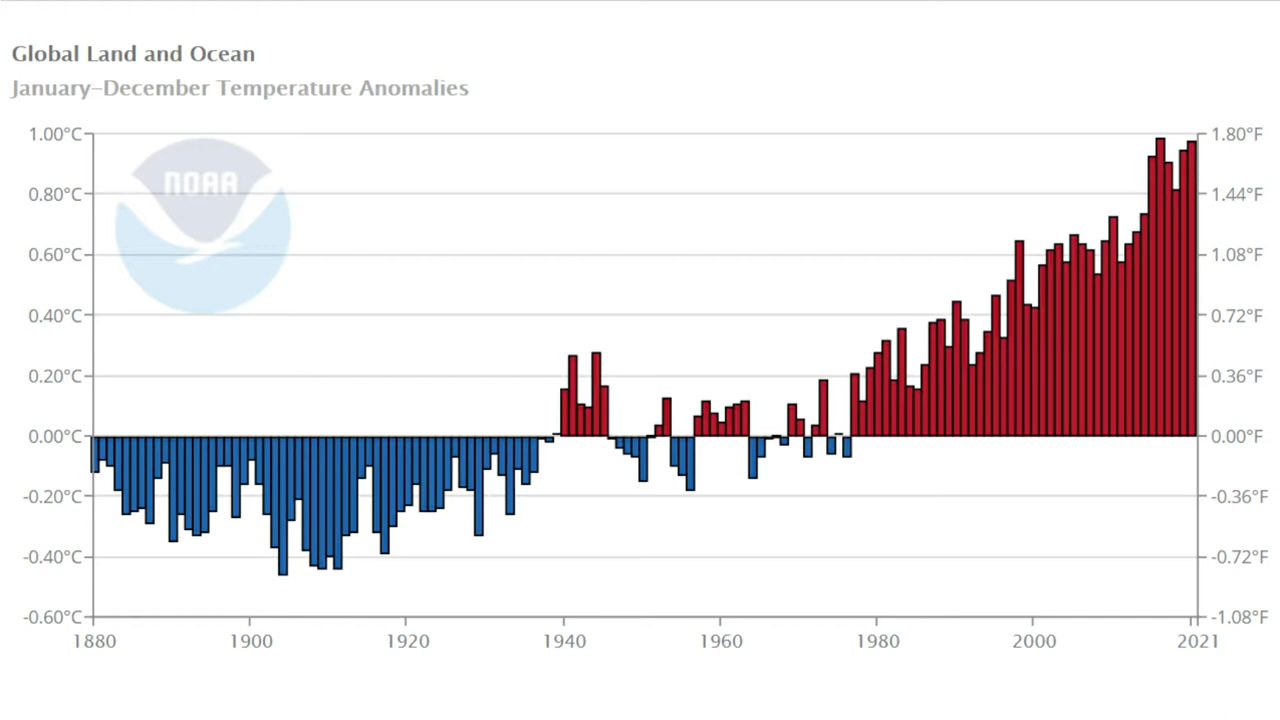 Global Land and Ocean
January–December Temperature Anomalies
1.00°C 1.80°F
NOAA
0.80°C 1.44°F
0.60°C 1.08°F
0.40°C 0.72°F
0.20°C 0.36°F
0.00°C 0.00°F
-0.20°C -0.36°F
-0.40°C -0.72°F
-0.60°C -1.08°F
1880 1900 1920 1940 1960 1980 2000 2021